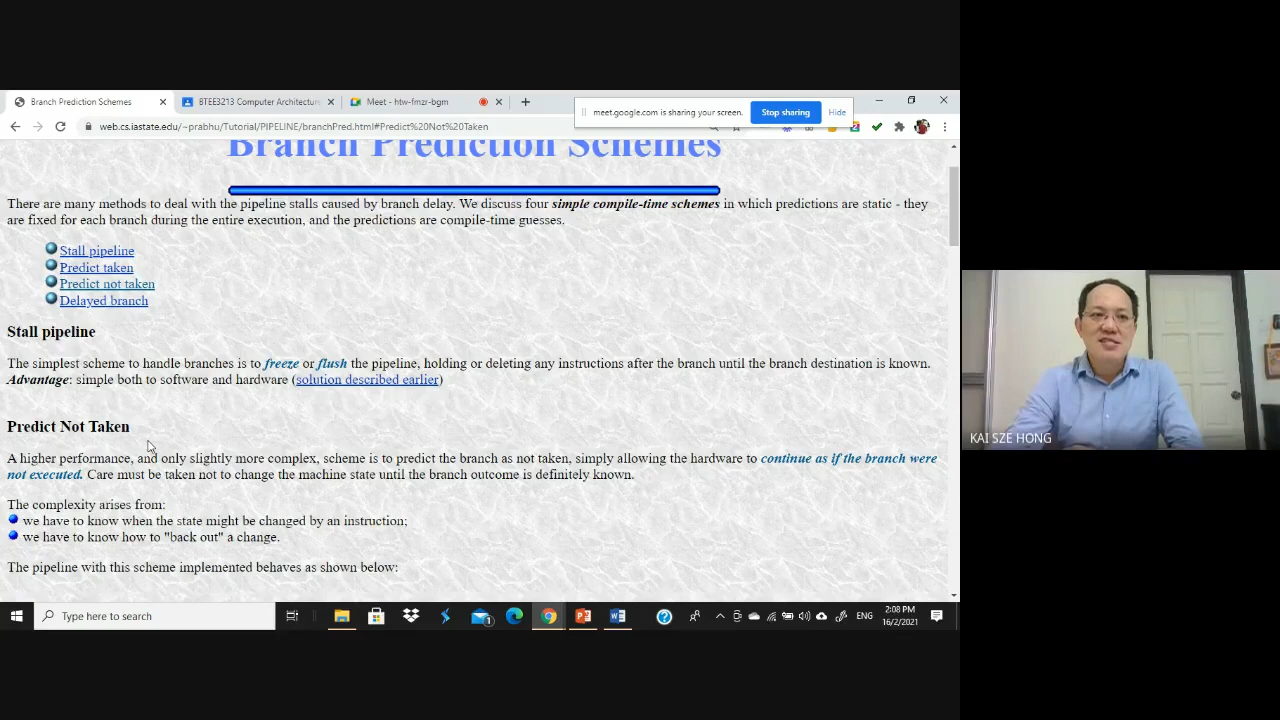 Branch Prediction Schemes
BTEE3213 Computer Architecture
Meet - htw-fmzr-bgm
meet.google.com is sharing your screen.
Stop sharing
Hide
web.cs.iastate.edu/~prabhu/Tutorial/PIPELINE/branchPred.html#Predict%20Not%20Taken
Branch Prediction Schemes
There are many methods to deal with the pipeline stalls caused by branch delay. We discuss four simple compile-time schemes in which predictions are static - they
are fixed for each branch during the entire execution, and the predictions are compile-time guesses.
Stall pipeline
Predict taken
Predict not taken
Delayed branch
Stall pipeline
The simplest scheme to handle branches is to freeze or flush the pipeline, holding or deleting any instructions after the branch until the branch destination is known.
Advantage: simple both to software and hardware (solution described earlier)
Predict Not Taken
A higher performance, and only slightly more complex, scheme is to predict the branch as not taken, simply allowing the hardware to continue as if the branch were
not executed. Care must be taken not to change the machine state until the branch outcome is definitely known.
The complexity arises from:
we have to know when the state might be changed by an instruction;
we have to know how to "back out" a change.
The pipeline with this scheme implemented behaves as shown below:
KAI SZE HONG
Type here to search
1
ENG
2:08 PM
16/2/2021